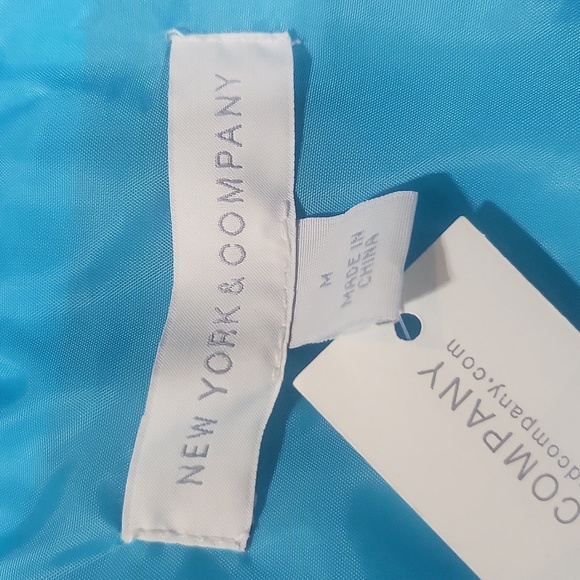 NEW YORK & COMPANY
M
MADE IN
CHINA
COMPANY
dcompany.com